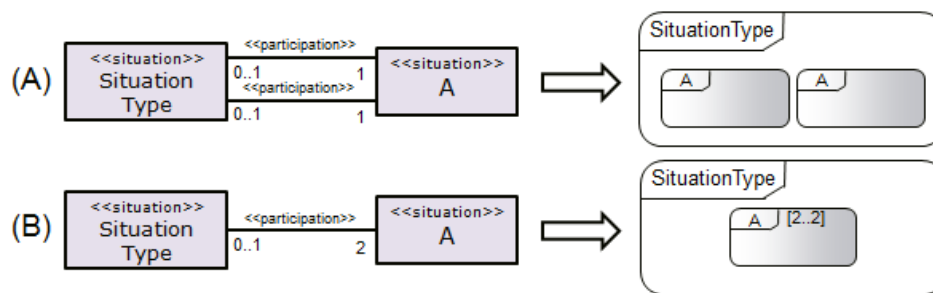 (A)
<<situation>>
Situation
Type
<<participation>>
0..1
1
<<participation>>
0..1
1
<<situation>>
A
SituationType
A
A
(B)
<<situation>>
Situation
Type
<<participation>>
0..1
2
<<situation>>
A
SituationType
A
[2..2]